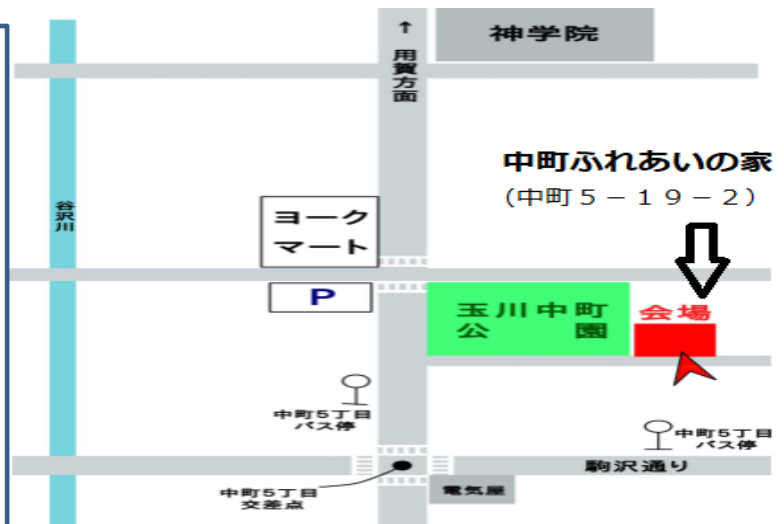 ↑
用賀方面
神学院
中町ふれあいの家
(中町５－１９－２)
谷沢川
ヨーク
マート
P
玉川中町
公園
会場
中町5丁目
バス停
中町5丁目
バス停
駒沢通り
中町5丁目
交差点
電気屋